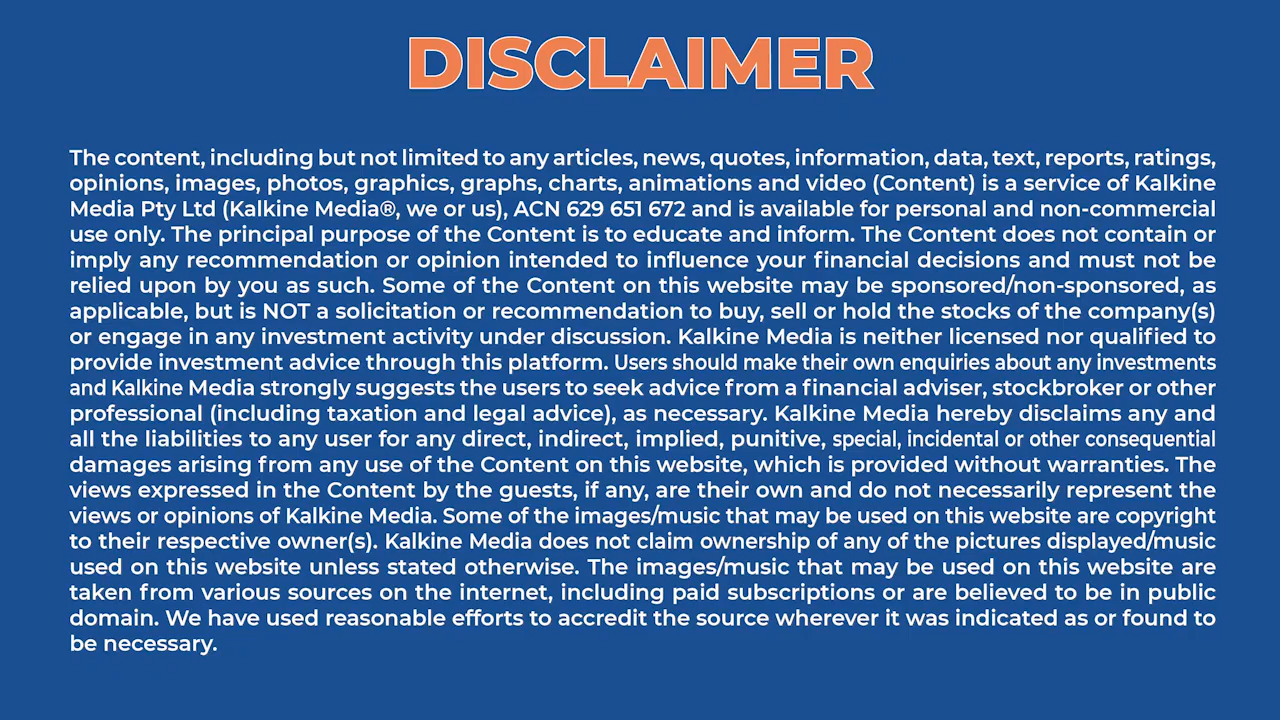 DISCLAIMER
The content, including but not limited to any articles, news, quotes, information, data, text, reports, ratings,
opinions, images, photos, graphics, graphs, charts, animations and video (Content) is a service of Kalkine
Media Pty Ltd (Kalkine Media®, we or us), ACN 629 651 672 and is available for personal and non-commercial
use only. The principal purpose of the Content is to educate and inform. The Content does not contain or
imply any recommendation or opinion intended to influence your financial decisions and must not be
relied upon by you as such. Some of the Content on this website may be sponsored/non-sponsored, as
applicable, but is NOT a solicitation or recommendation to buy, sell or hold the stocks of the company(s)
or engage in any investment activity under discussion. Kalkine Media is neither licensed nor qualified to
provide investment advice through this platform. Users should make their own enquiries about any investments
and Kalkine Media strongly suggests the users to seek advice from a financial adviser, stockbroker or other
professional (including taxation and legal advice), as necessary. Kalkine Media hereby disclaims any and
all the liabilities to any user for any direct, indirect, implied, punitive, special, incidental or other consequential
damages arising from any use of the Content on this website, which is provided without warranties. The
views expressed in the Content by the guests, if any, are their own and do not necessarily represent the
views or opinions of Kalkine Media. Some of the images/music that may be used on this website are copyright
to their respective owner(s). Kalkine Media does not claim ownership of any of the pictures displayed/music
used on this website unless stated otherwise. The images/music that may be used on this website are
taken from various sources on the internet, including paid subscriptions or are believed to be in public
domain. We have used reasonable efforts to accredit the source wherever it was indicated as or found to
be necessary.